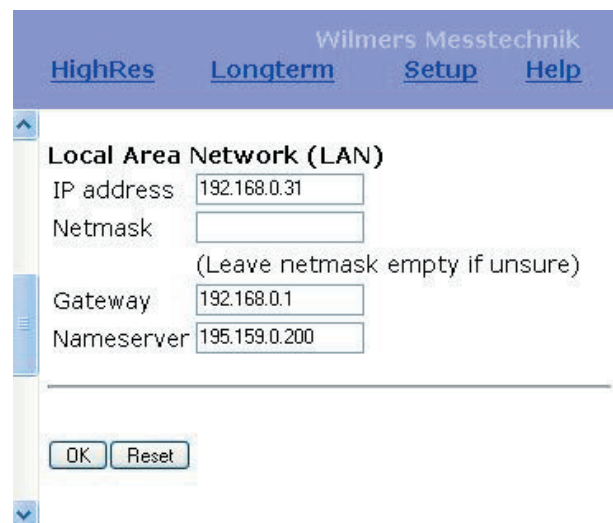 Wilmers Messtechnik
HighRes Longterm Setup Help
Local Area Network (LAN)
IP address 192.168.0.31
Netmask
(Leave netmask empty if unsure)
Gateway 192.168.0.1
Nameserver 195.159.0.200
OK Reset